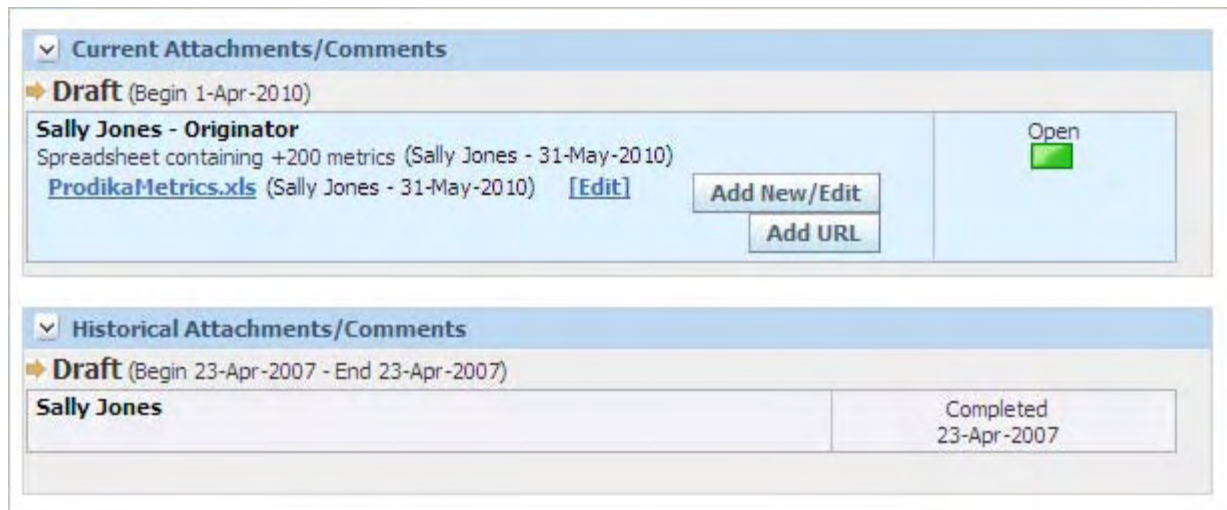 Current Attachments/Comments
Draft (Begin 1-Apr-2010)
Sally Jones - Originator
Open
Spreadsheet containing +200 metrics (Sally Jones - 31-May-2010)
ProdikaMetrics.xls (Sally Jones - 31-May-2010) [Edit]
Add New/Edit
Add URL
Historical Attachments/Comments
Draft (Begin 23-Apr-2007 - End 23-Apr-2007)
Sally Jones
Completed
23-Apr-2007